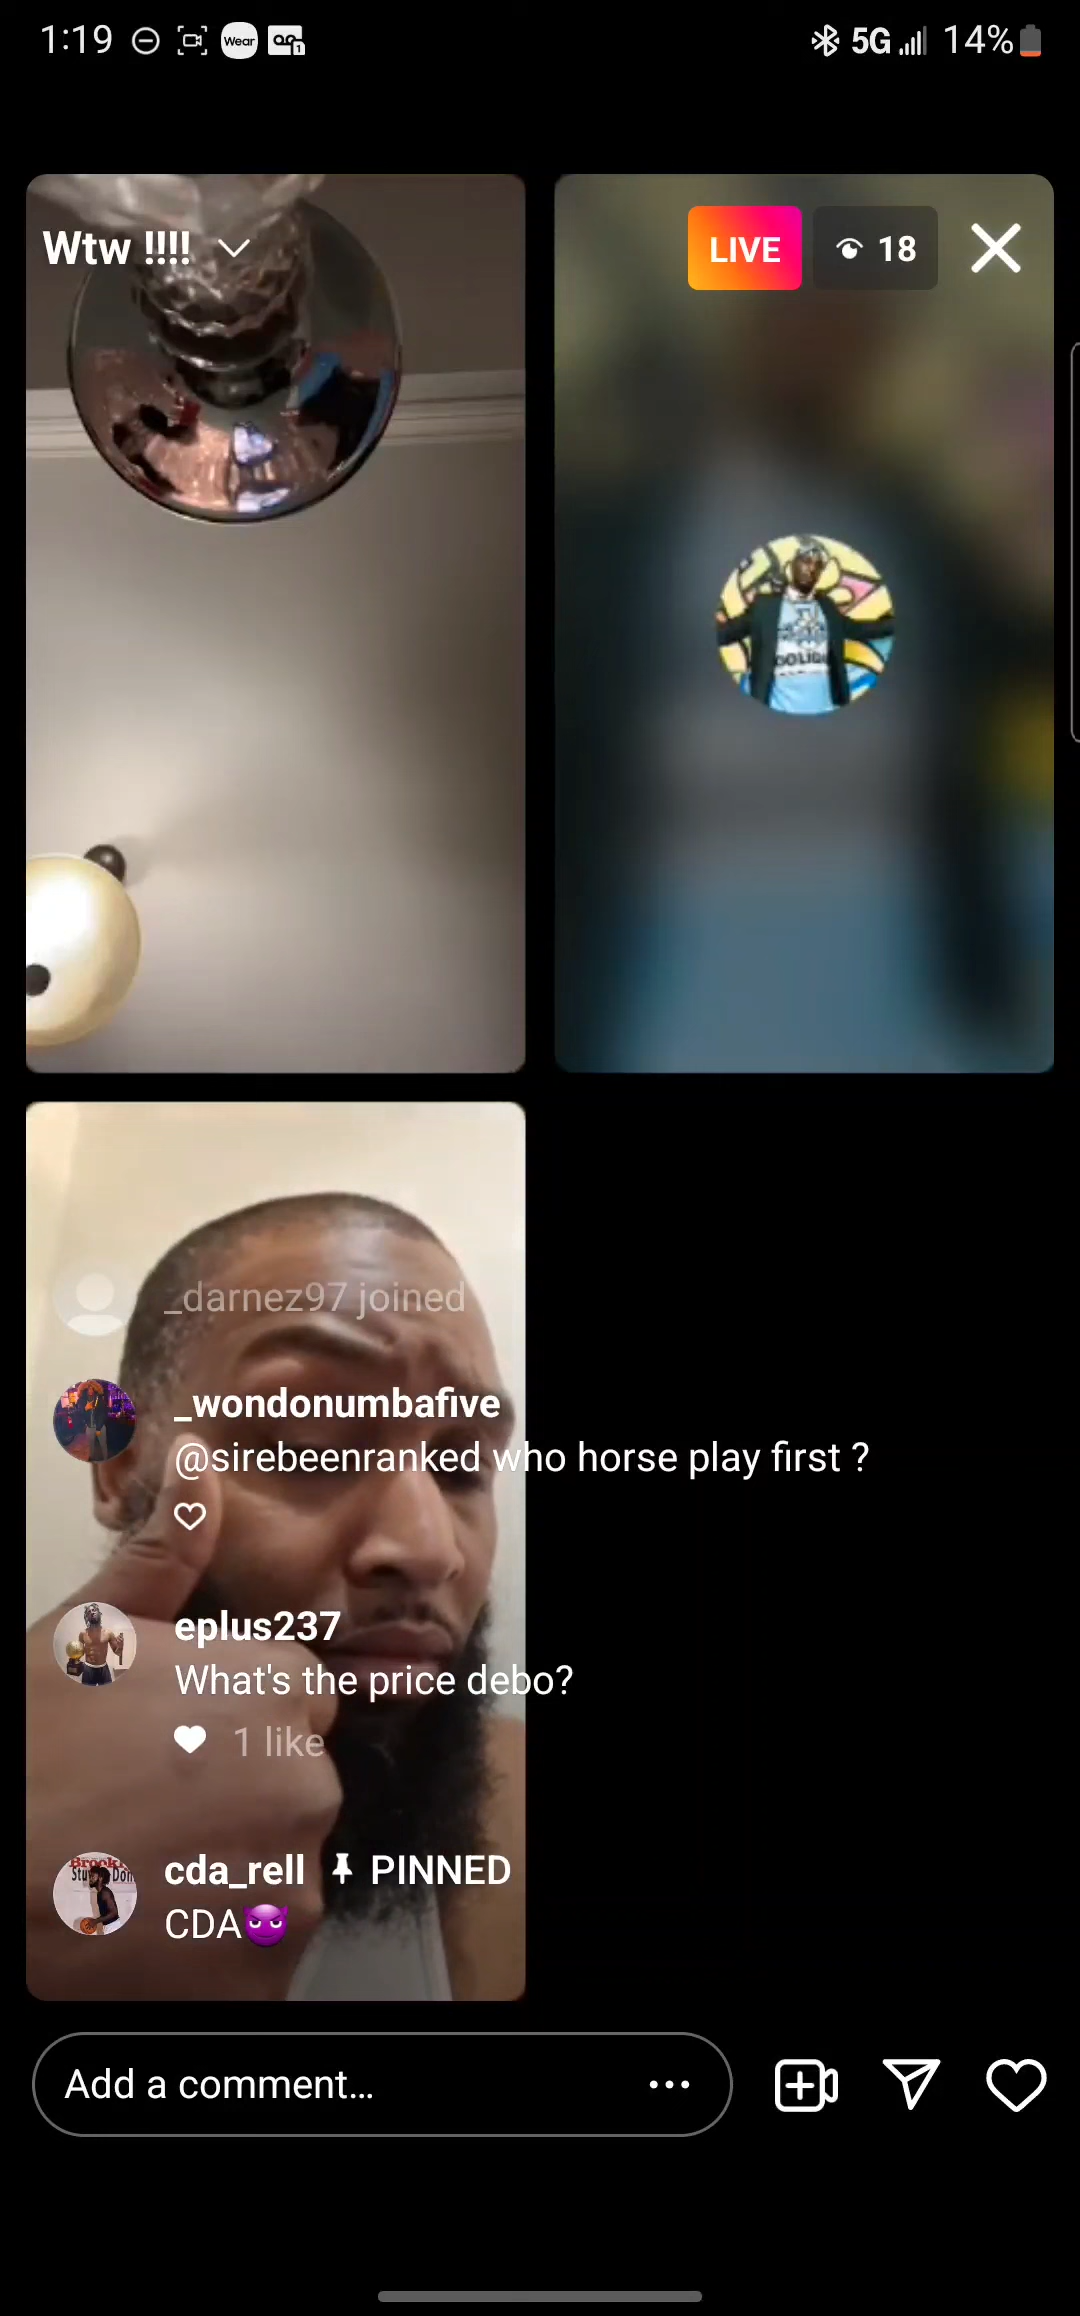 1:19
Wear
5G
14%
Wtw !!!!
LIVE
18
_darnez97 joined
_wondonumbafive
@sirebeenranked who horse play first ?
eplus237
What's the price debo?
1 like
cda_rell PINNED
CDA😈
Add a comment...